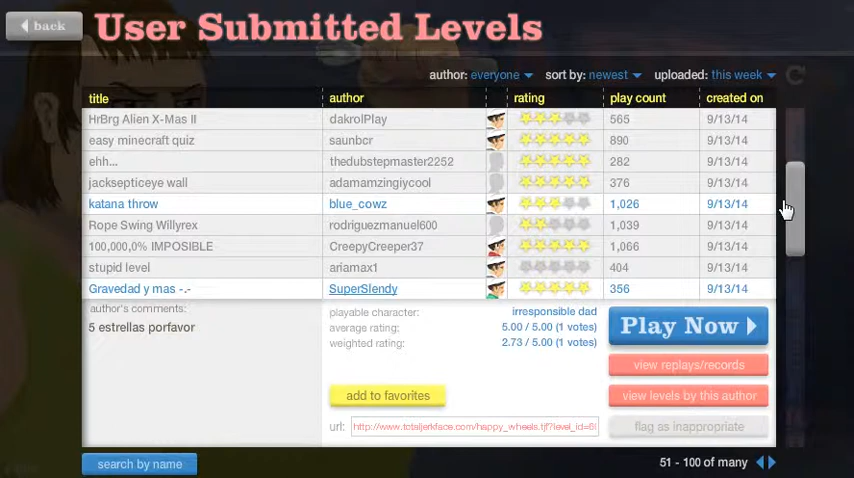 back
User Submitted Levels
author: everyone sort by: newest uploaded: this week
title author rating play count created on
HrBrg Alien X-Mas II dakrolPlay 565 9/13/14
easy minecraft quiz saunbcr 890 9/13/14
ehh... thedubstepmaster2252 282 9/13/14
jacksepticeye wall adamamzingiycool 376 9/13/14
katana throw blue_cowz 1,026 9/13/14
Rope Swing Willyrex rodriguezmanuel600 1,039 9/13/14
100,000,0% IMPOSIBLE CreepyCreeper37 1,066 9/13/14
stupid level ariamax1 404 9/13/14
Gravedad y mas -.- SuperSlendy 356 9/13/14
author's comments:
5 estrellas porfavor
playable character: irresponsible dad
average rating: 5.00 / 5.00 (1 votes)
weighted rating: 2.73 / 5.00 (1 votes)
Play Now
view replays/records
add to favorites
view levels by this author
url: http://www.totaljerkface.com/happy_wheels.tjf?level_id=6
flag as inappropriate
search by name
51 - 100 of many